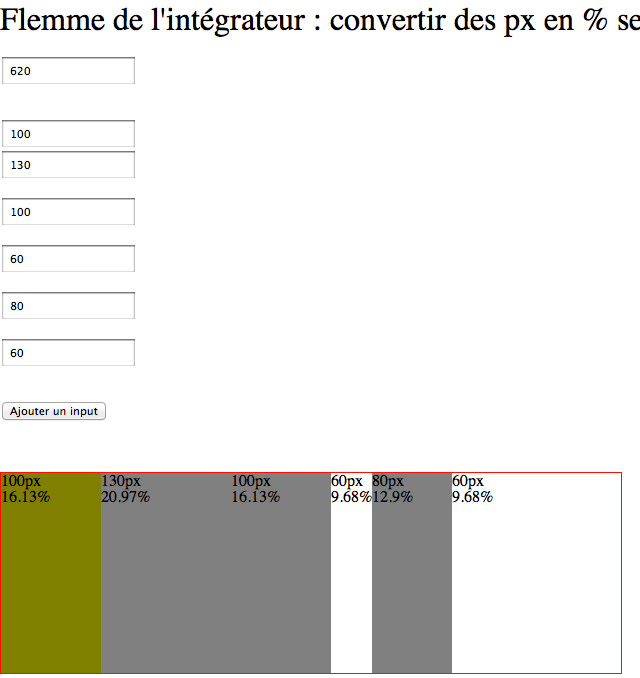 Flemme de l'intégrateur : convertir des px en % se
620
100
130
100
60
80
60
Ajouter un input
100px 130px 100px 60px 80px 60px
16.13% 20.97% 16.13% 9.68% 12.9% 9.68%